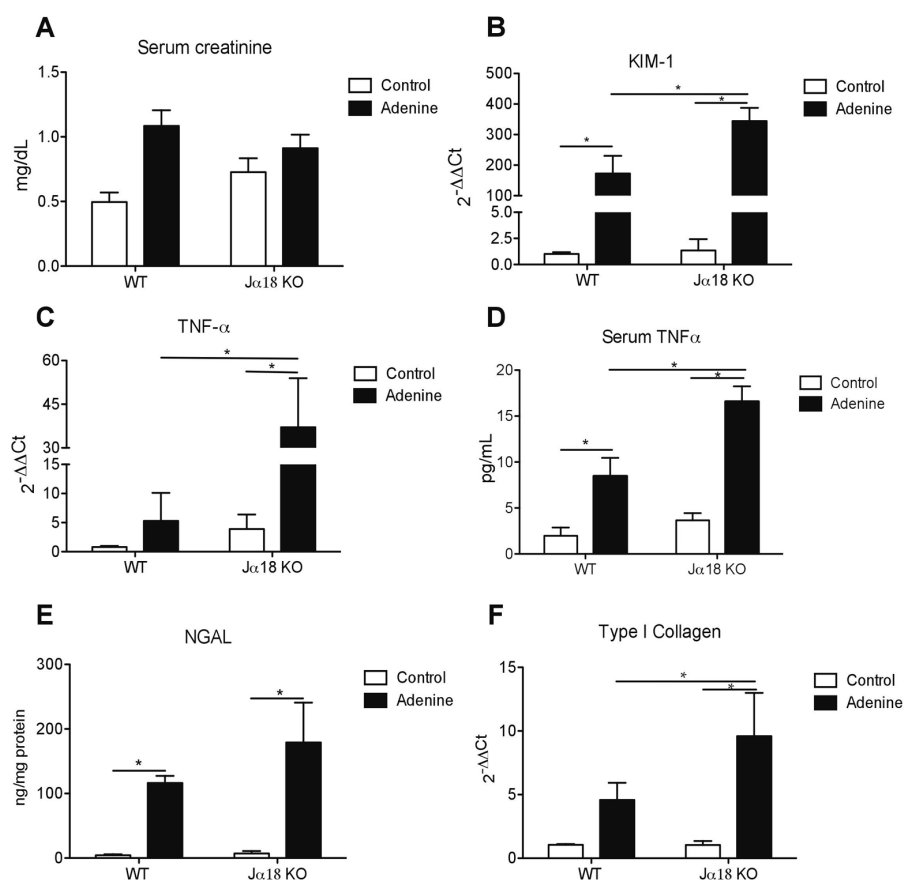 A
Serum creatinine
mg/dL
1.5
1.0
0.5
0.0
WT
Jα18 KO
Control
Adenine
B
KIM-1
2-ΔΔCt
500
400
300
200
100
5.0
2.5
0.0
*
*
*
WT
Jα18 KO
Control
Adenine
C
TNF-α
2-ΔΔCt
60
45
30
15
10
5
0
*
*
WT
Jα18 KO
Control
Adenine
D
Serum TNFα
pg/mL
20
15
10
5
0
*
*
*
WT
Jα18 KO
Control
Adenine
E
NGAL
ng/mg protein
300
200
100
0
*
*
WT
Jα18 KO
Control
Adenine
F
Type I Collagen
2-ΔΔCt
15
10
5
0
*
*
WT
Jα18 KO
Control
Adenine